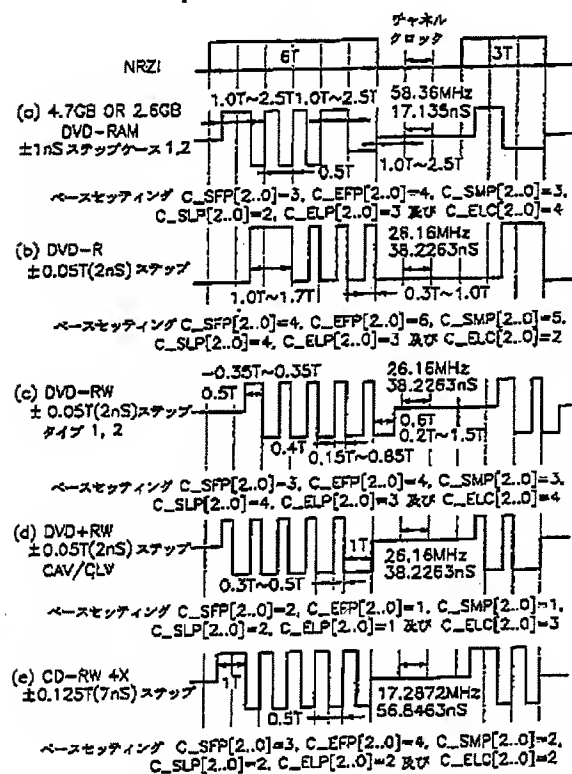 チャネル
クロック
NRZI
6T
3T
1.0T~2.5T
1.0T~2.5T
58.36MHz
17.135nS
(a) 4.7GB OR 2.6GB
DVD-RAM
±1nS ステップケース 1,2
0.5T
1.0T~2.5T
ベースセッティング C_SFP[2..0]=3, C_EFP[2..0]=4, C_SMP[2..0]=3,
C_SLP[2..0]=2, C_ELP[2..0]=3 及び C_ELC[2..0]=4
(b) DVD-R
±0.05T(2nS)ステップ
26.16MHz
38.2263nS
1.0T~1.7T
0.3T~1.0T
ベースセッティング C_SFP[2..0]=4, C_EFP[2..0]=6, C_SMP[2..0]=5,
C_SLP[2..0]=4, C_ELP[2..0]=3 及び C_ELC[2..0]=2
-0.35T~0.35T
(c) DVD-RW
0.5T
±0.05T(2nS)ステップ
タイプ 1, 2
26.16MHz
38.2263nS
0.6T
0.4T
0.15T~0.85T
0.2T~1.5T
ベースセッティング C_SFP[2..0]=3, C_EFP[2..0]=4, C_SMP[2..0]=3,
C_SLP[2..0]=4, C_ELP[2..0]=3 及び C_ELC[2..0]=4
(d) DVD+RW
±0.05T(2nS)ステップ
CAV/CLV
1T
26.16MHz
38.2263nS
0.3T~0.5T
ベースセッティング C_SFP[2..0]=2, C_EFP[2..0]=1, C_SMP[2..0]=1,
C_SLP[2..0]=2, C_ELP[2..0]=1 及び C_ELC[2..0]=3
(e) CD-RW 4X
±0.125T(7nS)ステップ
1T
0.5T
17.2872MHz
56.8463nS
ベースセッティング C_SFP[2..0]=3, C_EFP[2..0]=4, C_SMP[2..0]=2,
C_SLP[2..0]=2, C_ELP[2..0]=2 及び C_ELC[2..0]=2